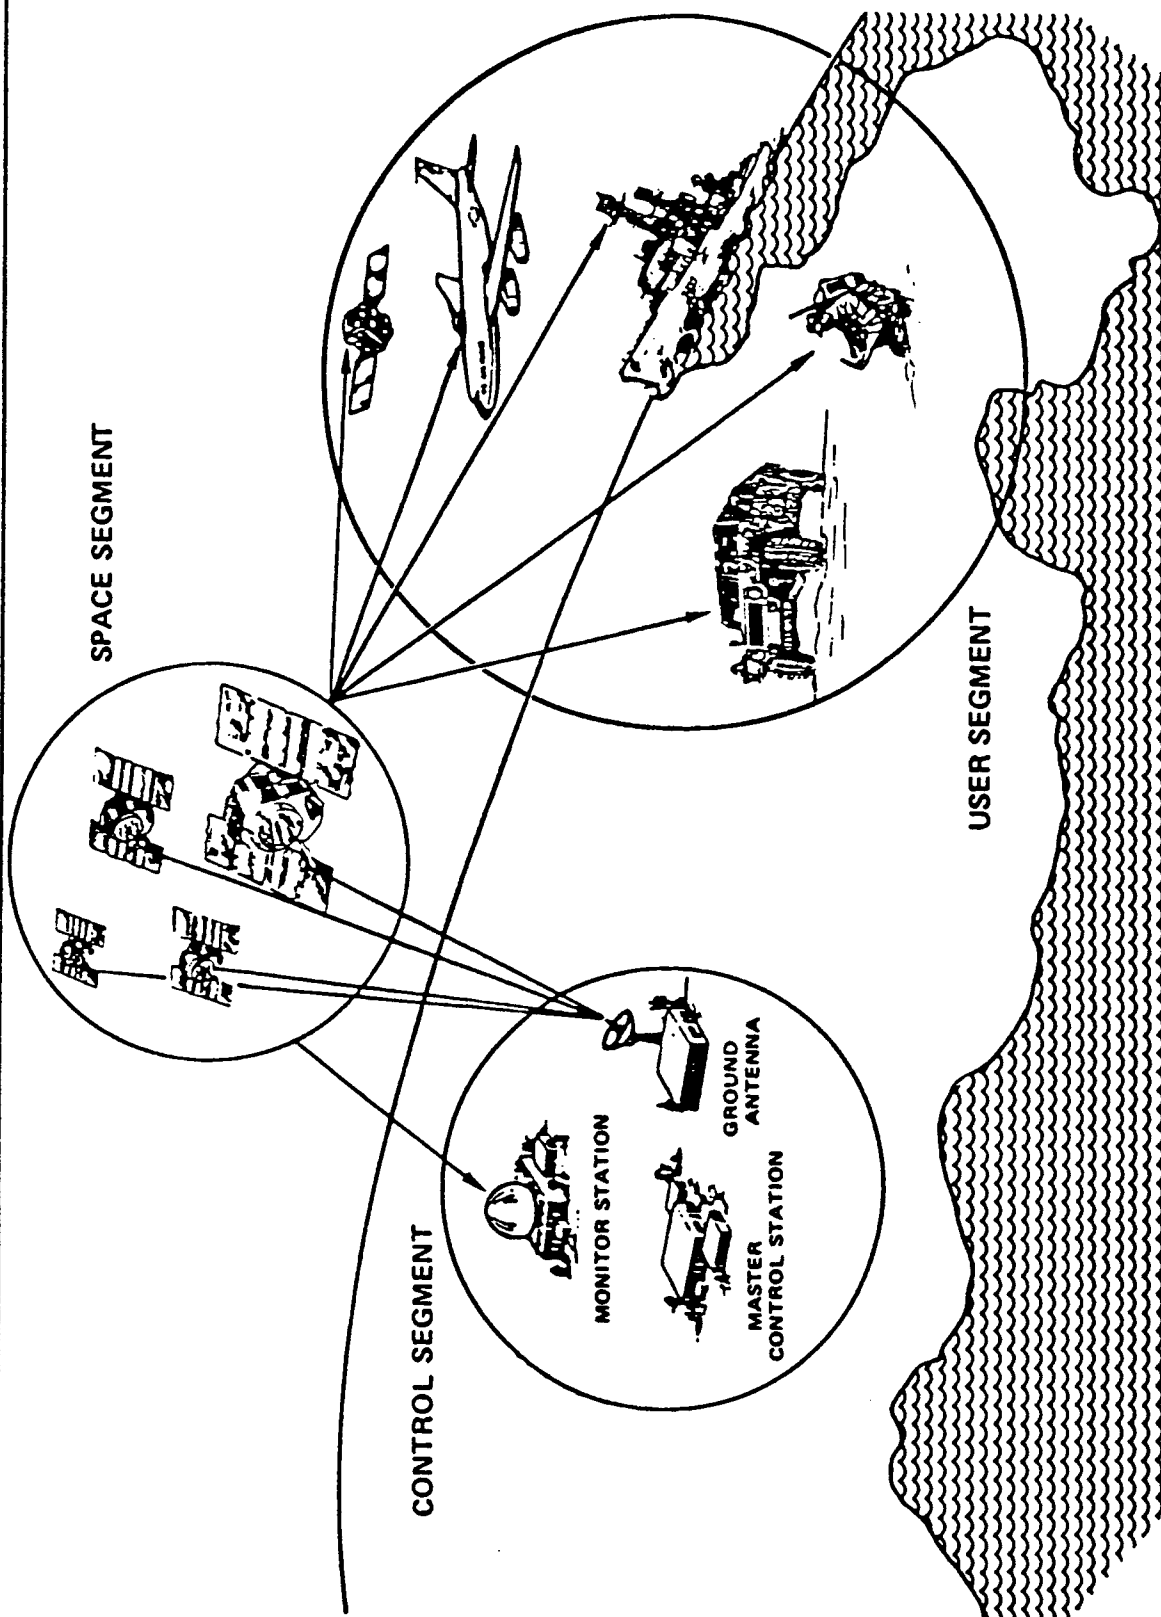 SPACE SEGMENT
CONTROL SEGMENT
MONITOR STATION
MASTER
CONTROL STATION
GROUND
ANTENNA
USER SEGMENT